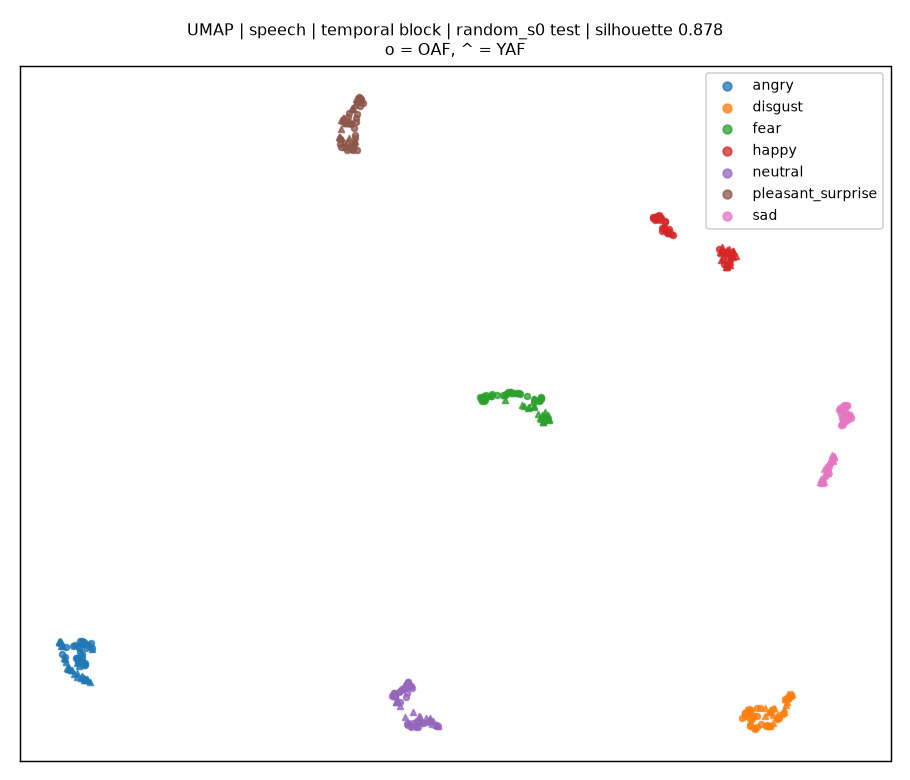 UMAP | speech | temporal block | random_s0 test | silhouette 0.878
o = OAF, ^ = YAF
angry
disgust
fear
happy
neutral
pleasant_surprise
sad